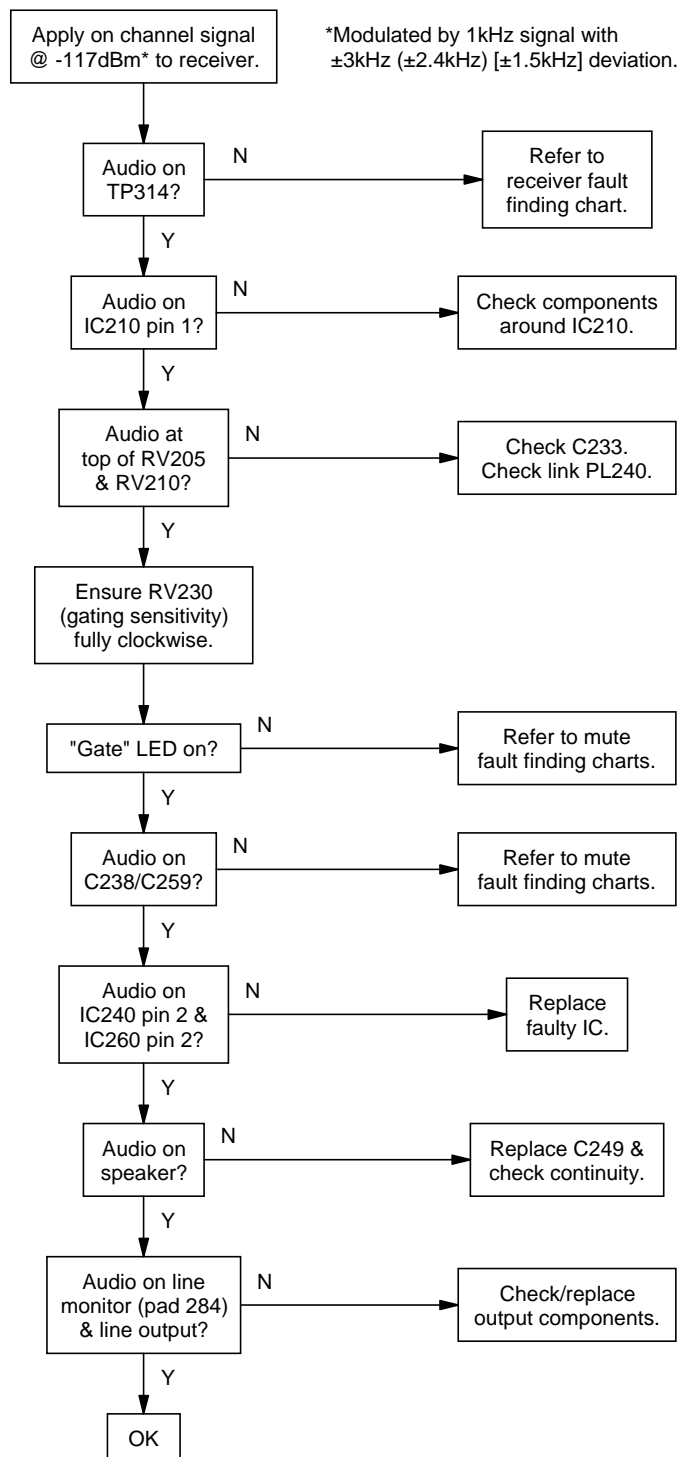 Apply on channel signal
@ -117dBm* to receiver.
*Modulated by 1kHz signal with
±3kHz (±2.4kHz) [±1.5kHz] deviation.
Audio on
TP314?
N
Refer to
receiver fault
finding chart.
Y
Audio on
IC210 pin 1?
N
Check components
around IC210.
Y
Audio at
top of RV205
& RV210?
N
Check C233.
Check link PL240.
Y
Ensure RV230
(gating sensitivity)
fully clockwise.
"Gate" LED on?
N
Refer to mute
fault finding charts.
Y
Audio on
C238/C259?
N
Refer to mute
fault finding charts.
Y
Audio on
IC240 pin 2 &
IC260 pin 2?
N
Replace
faulty IC.
Y
Audio on
speaker?
N
Replace C249 &
check continuity.
Y
Audio on line
monitor (pad 284)
& line output?
N
Check/replace
output components.
Y
OK